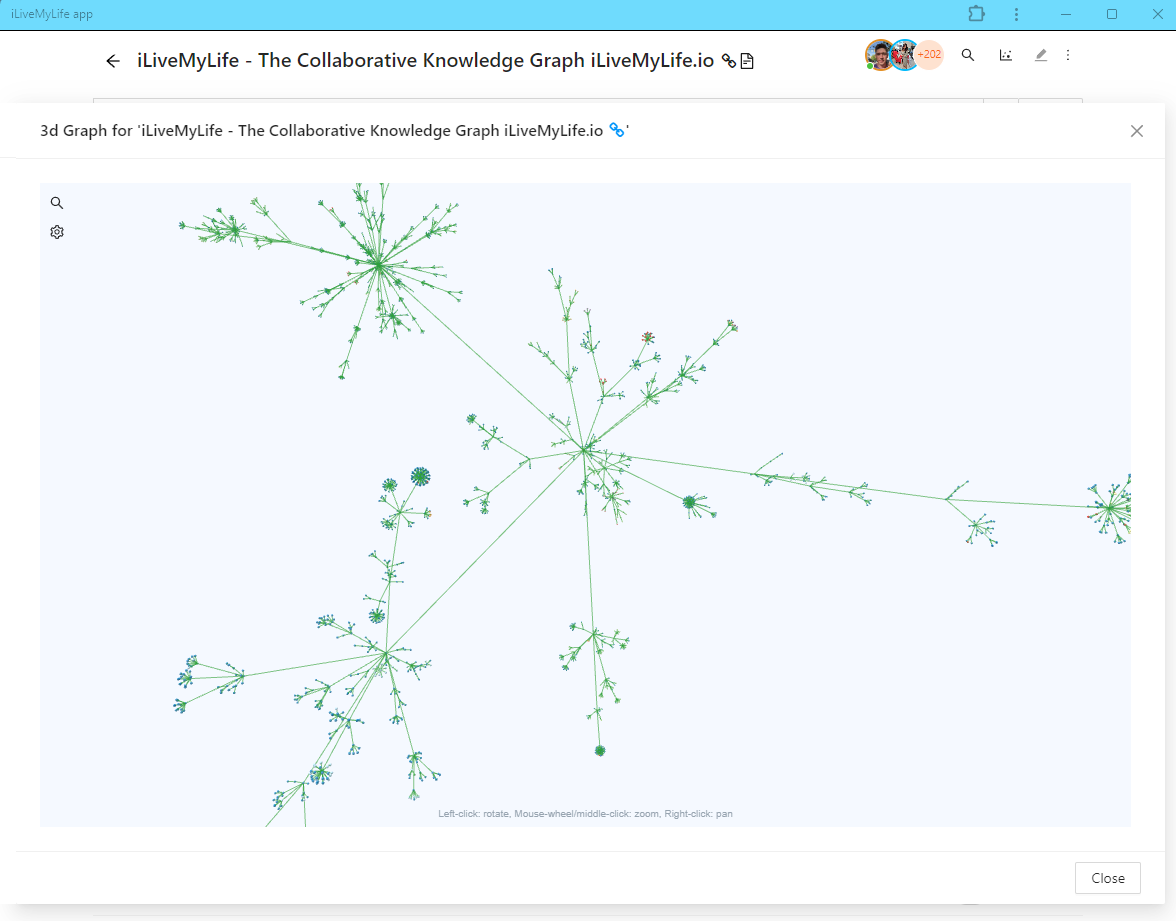 iLiveMyLife app
iLiveMyLife - The Collaborative Knowledge Graph iLiveMyLife.io
+202
3d Graph for 'iLiveMyLife - The Collaborative Knowledge Graph iLiveMyLife.io '
Left-click: rotate, Mouse-wheel/middle-click: zoom, Right-click: pan
Close